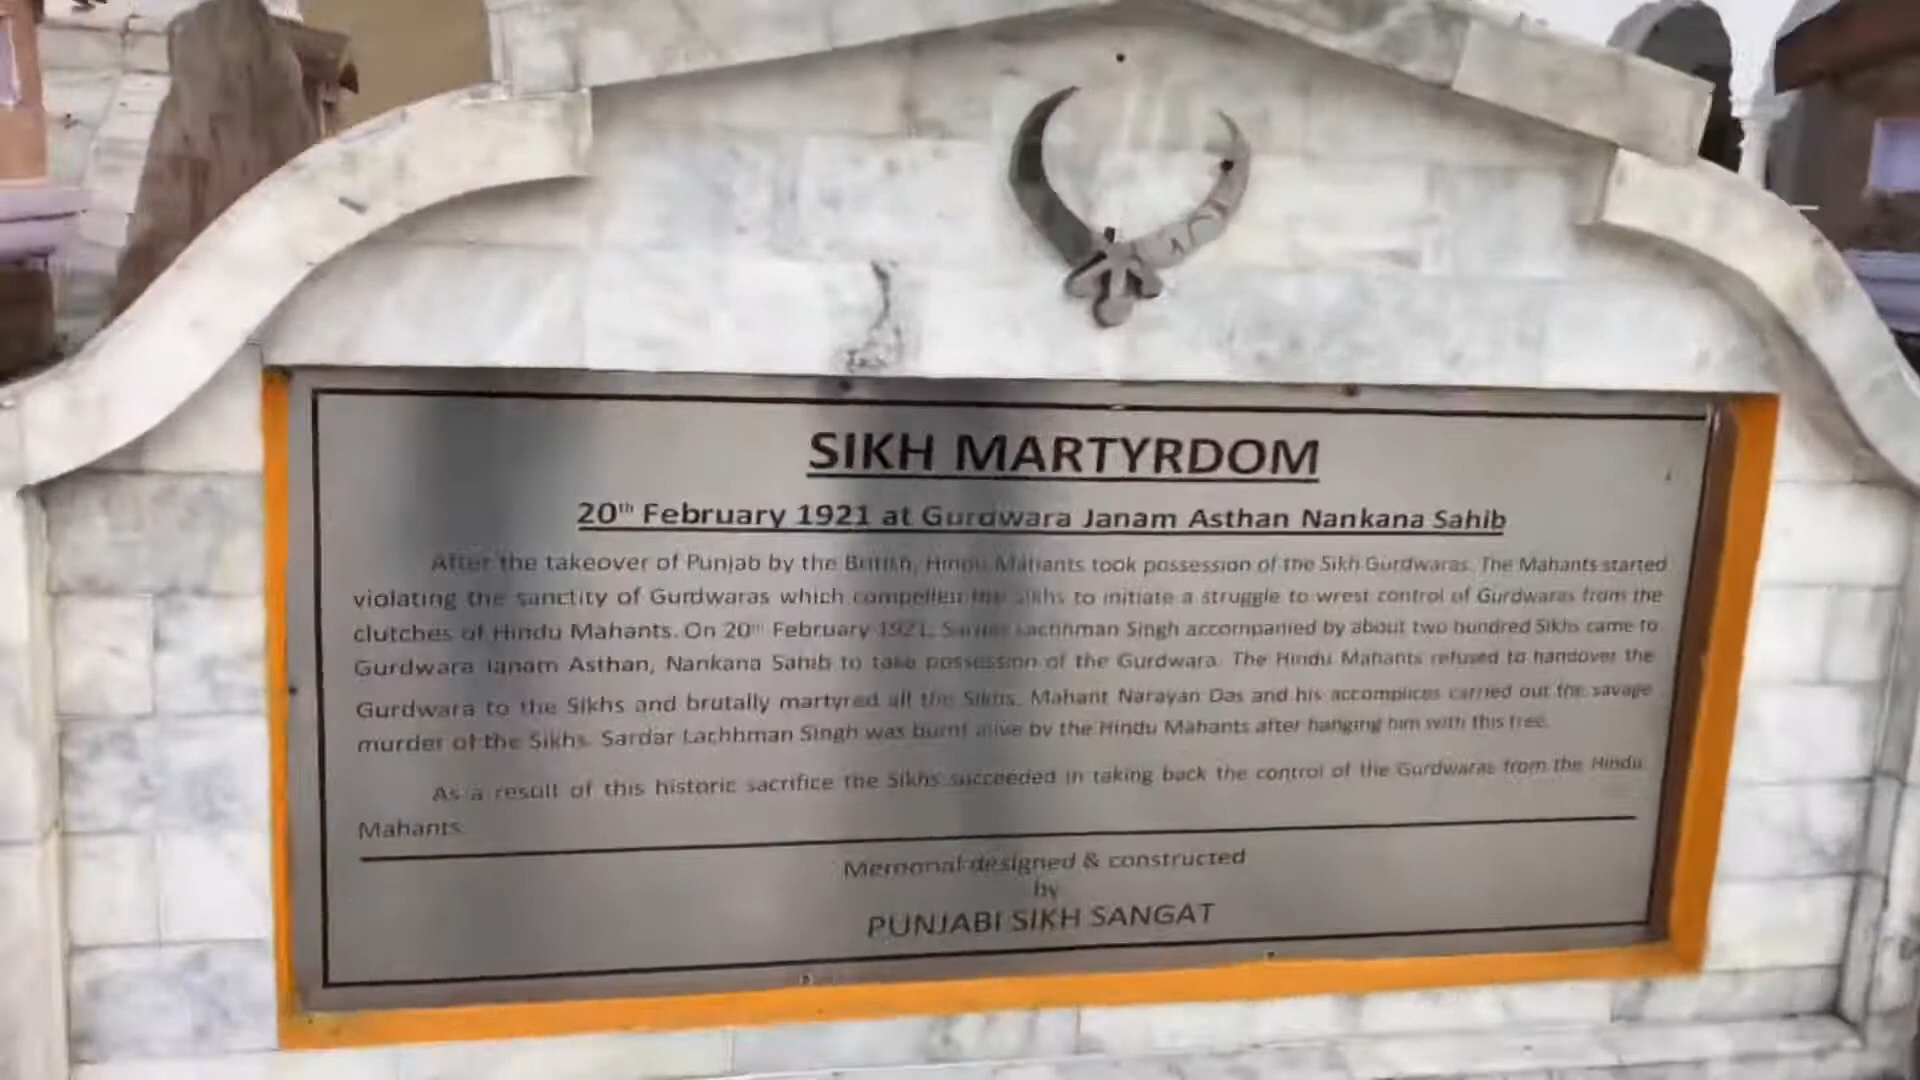 SIKH MARTYRDOM
20th February 1921 at Gurdwara Janam Asthan Nankana Sahib
After the takeover of Punjab by the British, Hindu Mahants took possession of the Sikh Gurdwaras. The Mahants started
violating the sanctity of Gurdwaras which compelled the Sikhs to initiate a struggle to wrest control of Gurdwaras from the
clutches of Hindu Mahants. On 20th February 1921, Sardar Lachhman Singh accompanied by about two hundred Sikhs came to
Gurdwara Janam Asthan, Nankana Sahib to take possession of the Gurdwara. The Hindu Mahants refused to handover the
Gurdwara to the Sikhs and brutally martyred all the Sikhs. Mahant Narayan Das and his accomplices carried out the savage
murder of the Sikhs. Sardar Lachhman Singh was burnt alive by the Hindu Mahants after hanging him with this tree.
As a result of this historic sacrifice the Sikhs succeeded in taking back the control of the Gurdwaras from the Hindu
Mahants.
Memorial designed & constructed
by
PUNJABI SIKH SANGAT